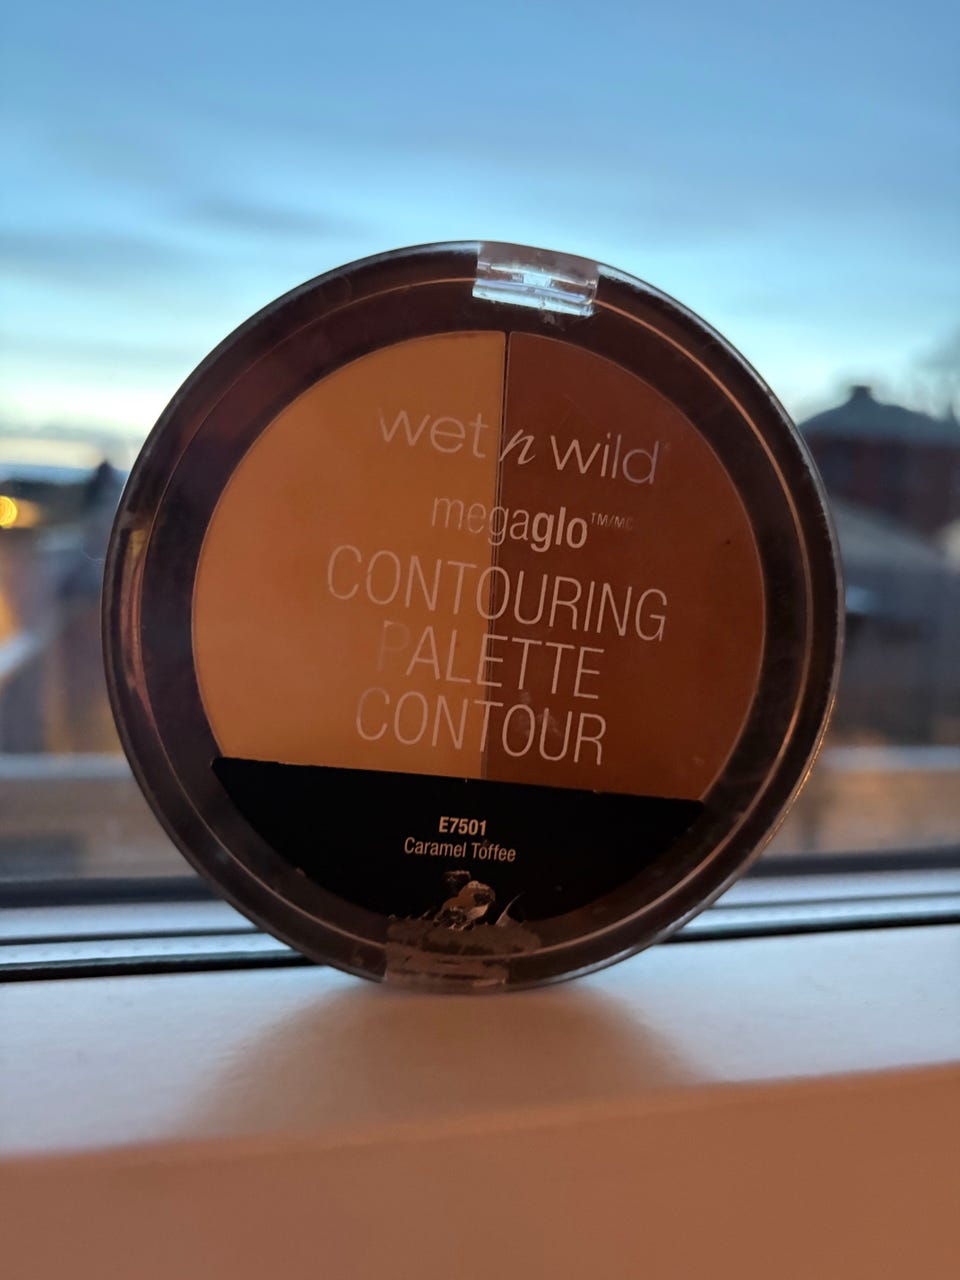 wet n wild
megaglo™/MC
CONTOURING
PALETTE
CONTOUR
E7501
Caramel Toffee